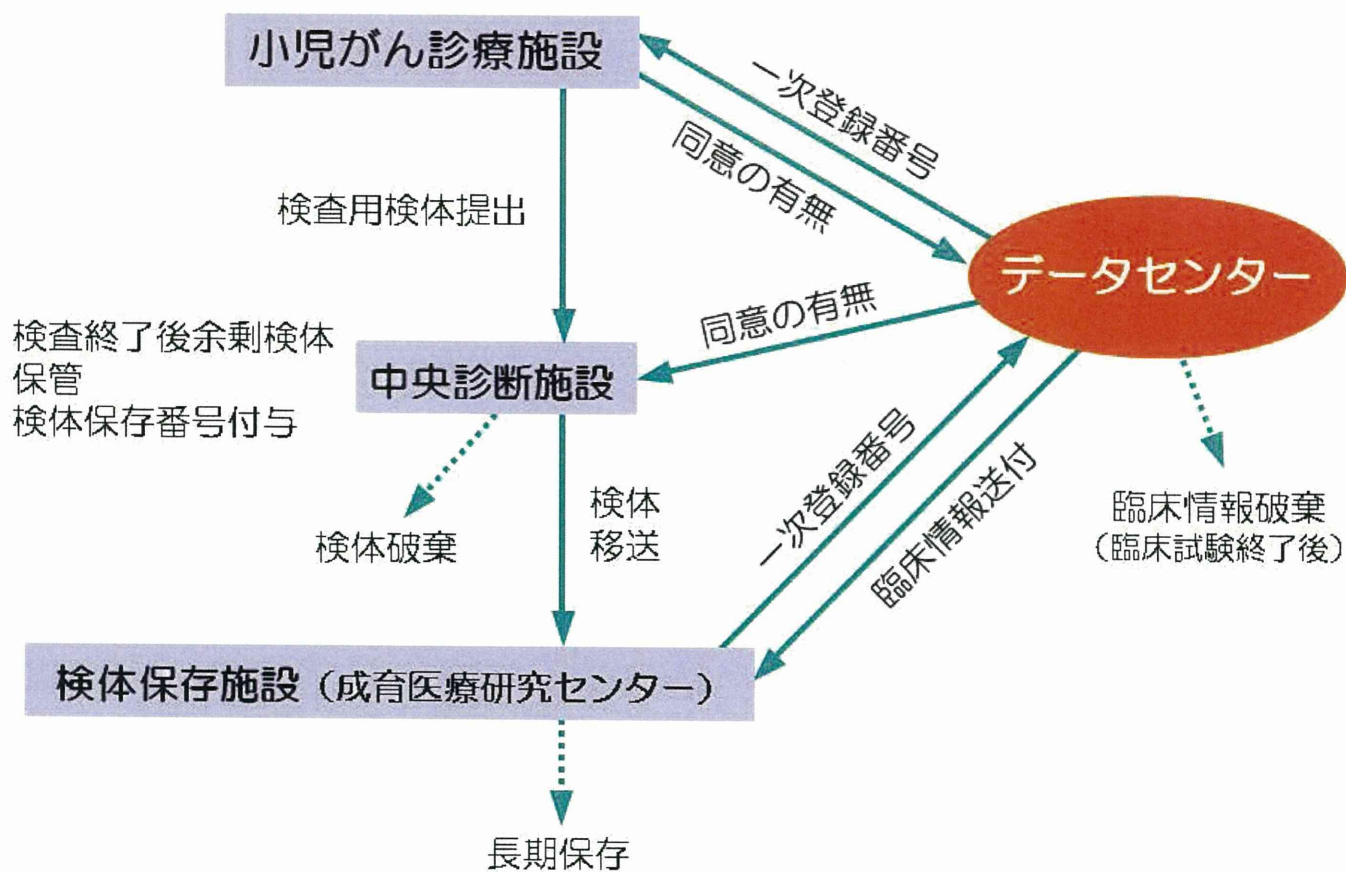 小児がん診療施設
一次登録番号
同意の有無
検査用検体提出
データセンター
同意の有無
検査終了後余剰検体
保管
検体保存番号付与
中央診断施設
検体破棄
検体
移送
一次登録番号
臨床情報送付
臨床情報破棄
（臨床試験終了後）
検体保存施設（成育医療研究センター）
長期保存